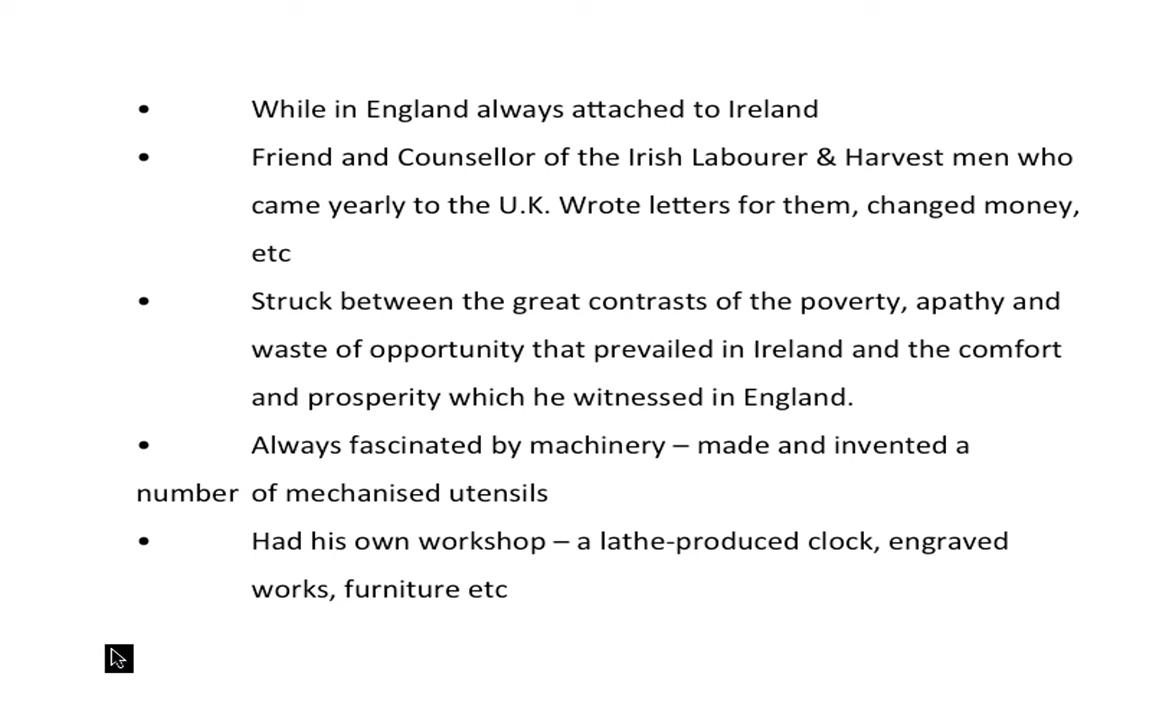 • While in England always attached to Ireland
• Friend and Counsellor of the Irish Labourer & Harvest men who
came yearly to the U.K. Wrote letters for them, changed money,
etc
• Struck between the great contrasts of the poverty, apathy and
waste of opportunity that prevailed in Ireland and the comfort
and prosperity which he witnessed in England.
• Always fascinated by machinery – made and invented a
number of mechanised utensils
• Had his own workshop – a lathe-produced clock, engraved
works, furniture etc